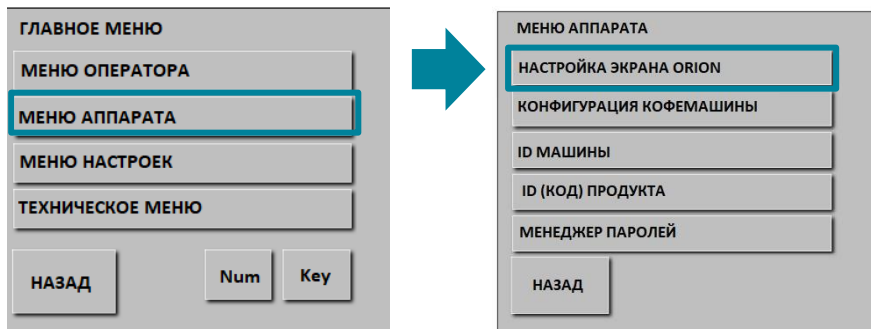 ГЛАВНОЕ МЕНЮ
МЕНЮ ОПЕРАТОРА
МЕНЮ АППАРАТА
МЕНЮ НАСТРОЕК
ТЕХНИЧЕСКОЕ МЕНЮ
НАЗАД
Num
Key
МЕНЮ АППАРАТА
НАСТРОЙКА ЭКРАНА ORION
КОНФИГУРАЦИЯ КОФЕМАШИНЫ
ID МАШИНЫ
ID (КОД) ПРОДУКТА
МЕНЕДЖЕР ПАРОЛЕЙ
НАЗАД